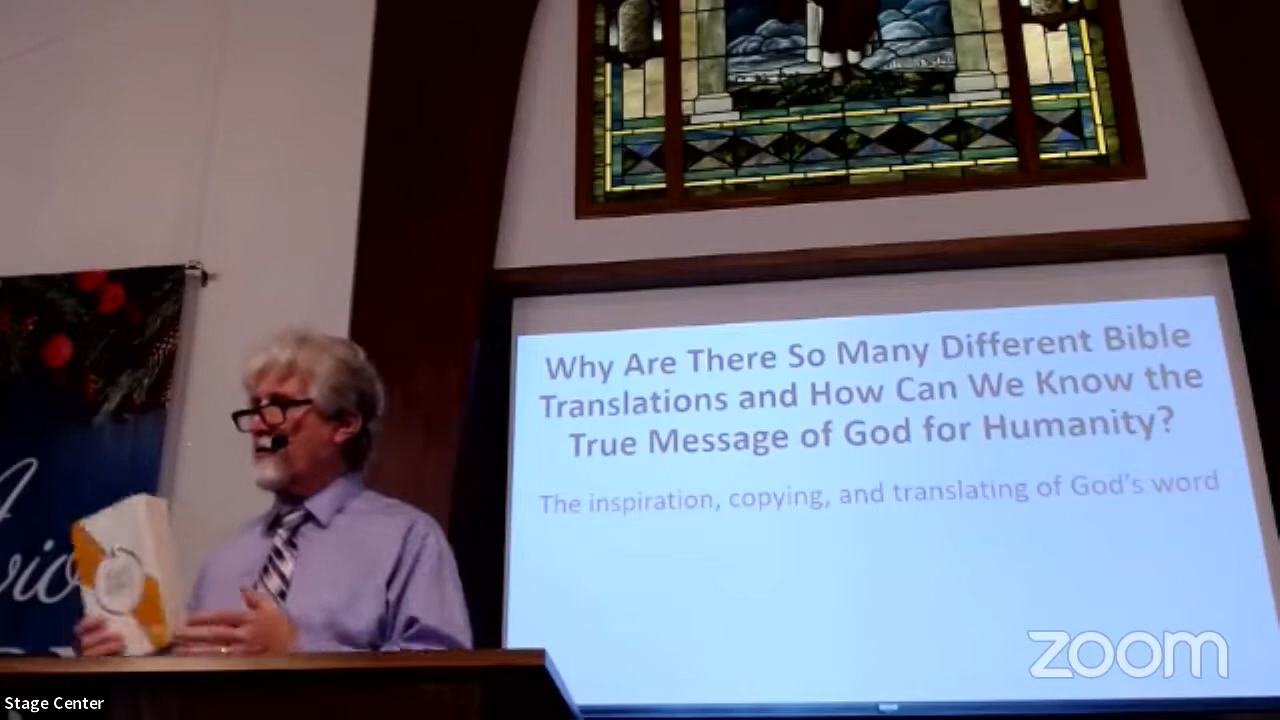 Why Are There So Many Different Bible
Translations and How Can We Know the
True Message of God for Humanity?
The inspiration, copying, and translating of God's word
zoom
Stage Center